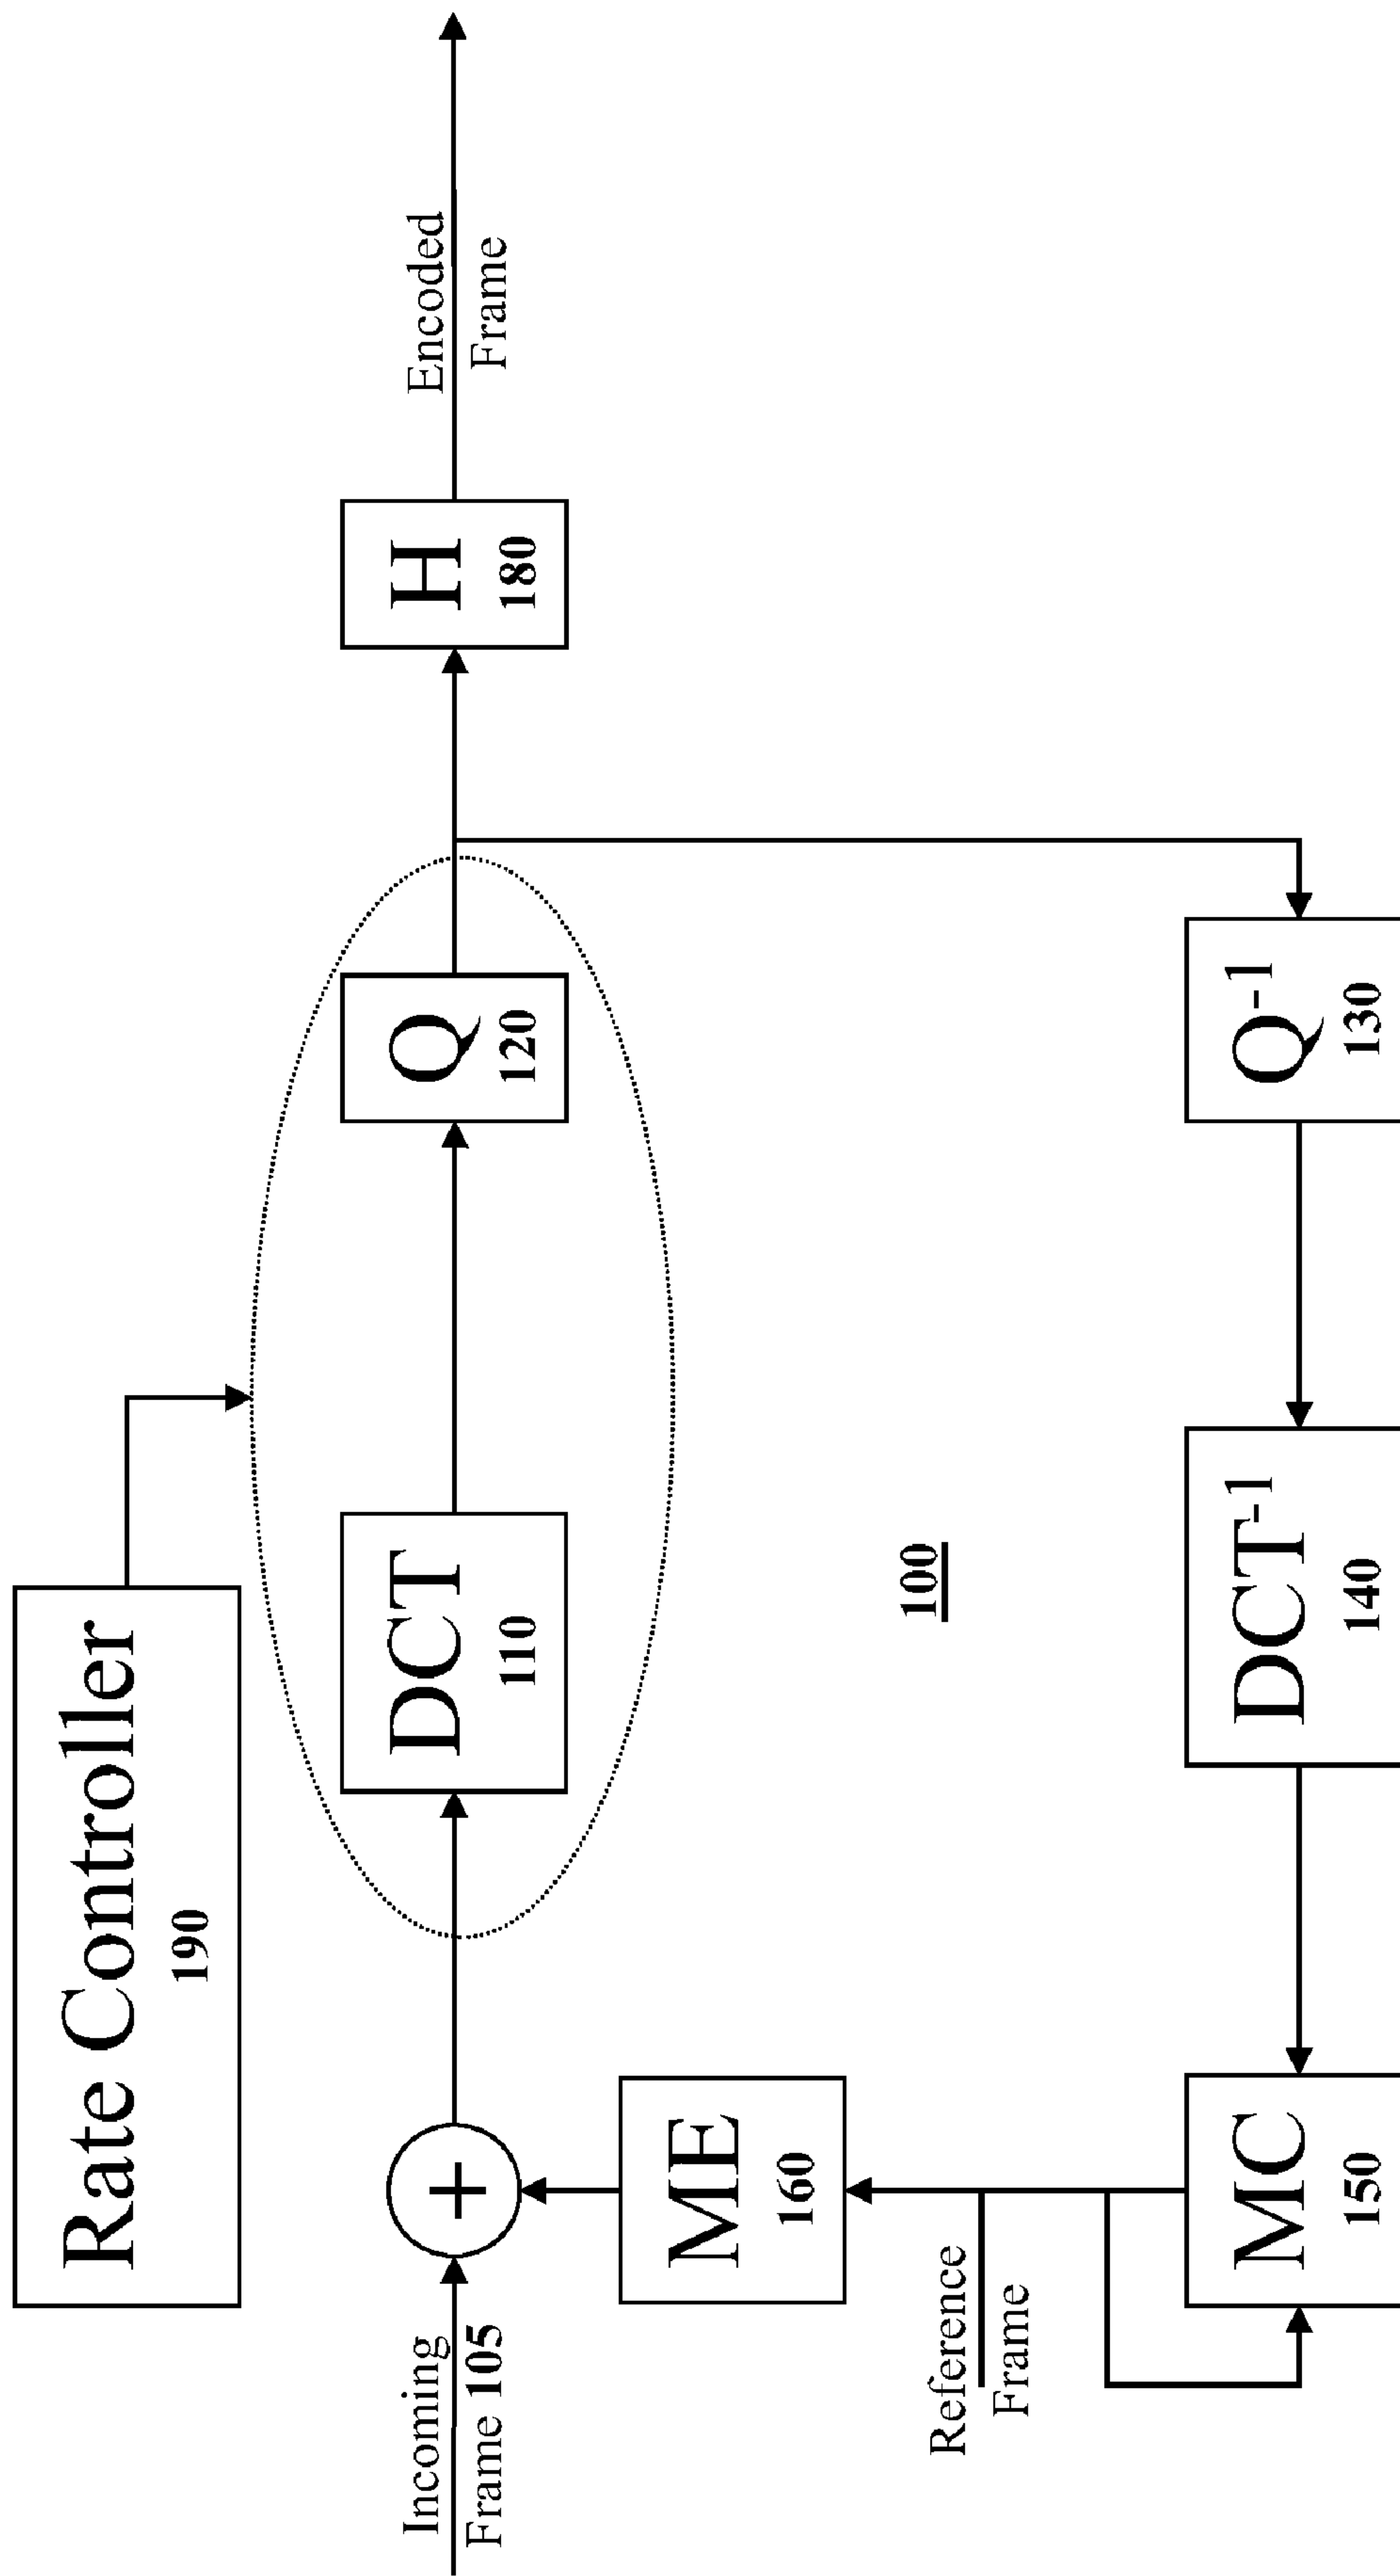 Rate Controller
190
Incoming
Frame 105
+
DCT
110
Q
120
H
180
Encoded
Frame
ME
160
100
Reference
Frame
MC
150
DCT-1
140
Q-1
130